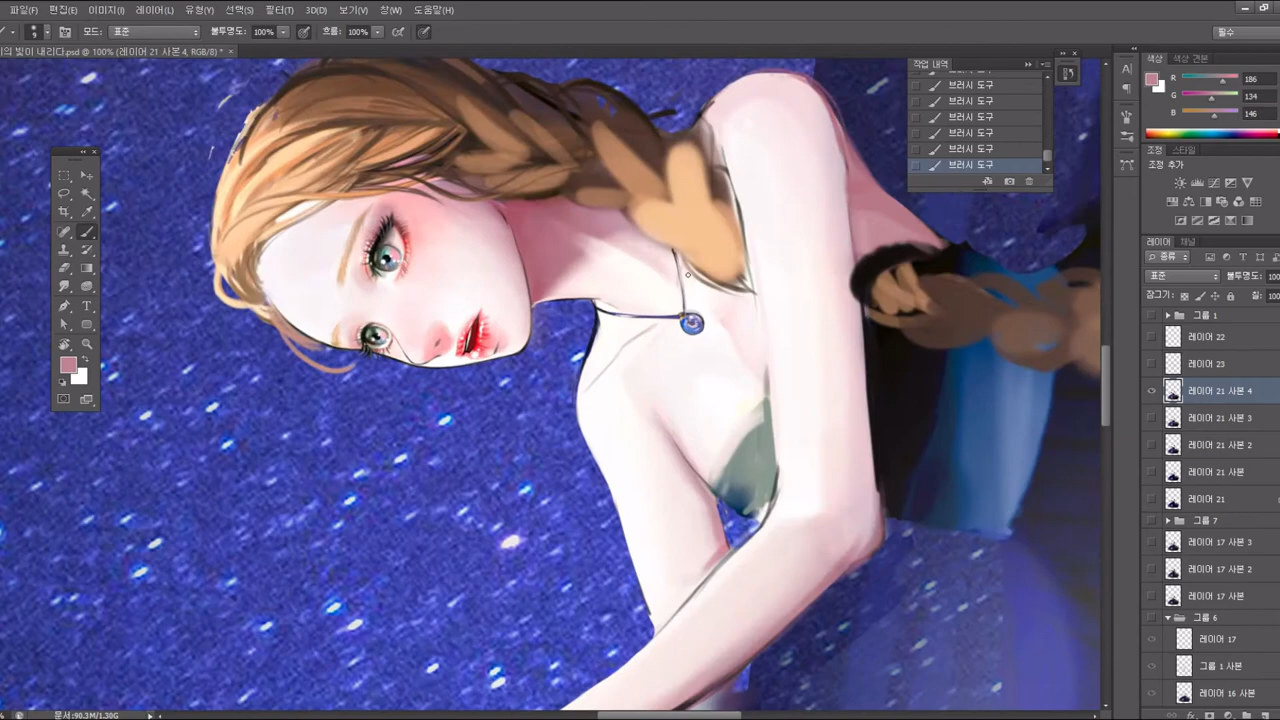 파일(F) 편집(E) 이미지(I) 레이어(L) 유형(Y) 선택(S) 필터(T) 3D(D) 보기(V) 창(W) 도움말(H)
9 모드: 표준 불투명도: 100% 흐름: 100% 필수
의 빛이 내리다.psd @ 100% (레이어 21 사본 4, RGB/8) * ×
작업 내역
브러시 도구
브러시 도구
브러시 도구
브러시 도구
브러시 도구
브러시 도구
색상 색상 견본
R 186
G 134
B 146
조정 스타일
조정 추가
레이어 채널
종류
표준 불투명도: 10
잠그기: 칠: 100
그룹 1
레이어 22
레이어 23
레이어 21 사본 4
레이어 21 사본 3
레이어 21 사본 2
레이어 21 사본
레이어 21
그룹 7
레이어 17 사본 3
레이어 17 사본 2
레이어 17 사본
그룹 6
레이어 17
그룹 1 사본
레이어 16 사본
% 문서:90.3M/1.30G